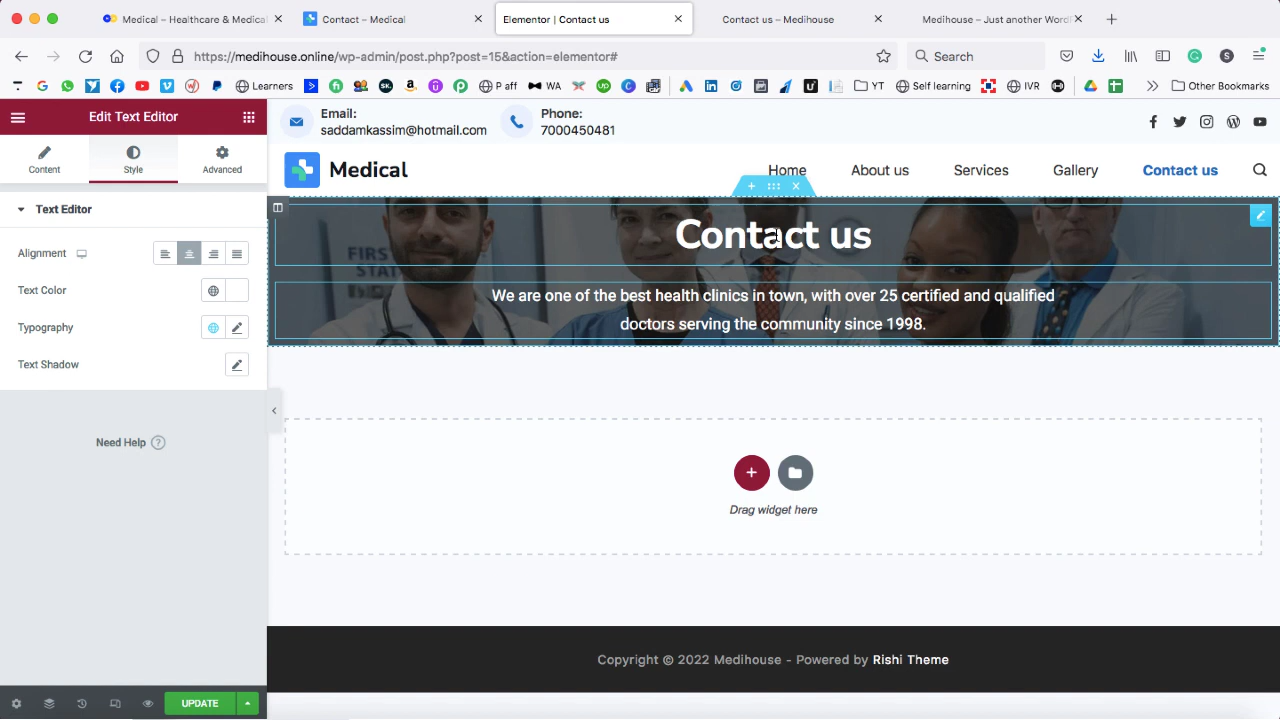 Medical – Healthcare & Medical
Contact – Medical
Elementor | Contact us
Contact us – Medihouse
Medihouse – Just another Word
https://medihouse.online/wp-admin/post.php?post=15&action=elementor#
Search
Learners
P aff
WA
YT
Self learning
IVR
Other Bookmarks
Edit Text Editor
Content
Style
Advanced
Text Editor
Alignment
Text Color
Typography
Text Shadow
Need Help
UPDATE
Email:
saddamkassim@hotmail.com
Phone:
7000450481
Medical
Home
About us
Services
Gallery
Contact us
FIRST
STA
Contact us
We are one of the best health clinics in town, with over 25 certified and qualified
doctors serving the community since 1998.
Drag widget here
Copyright © 2022 Medihouse - Powered by Rishi Theme